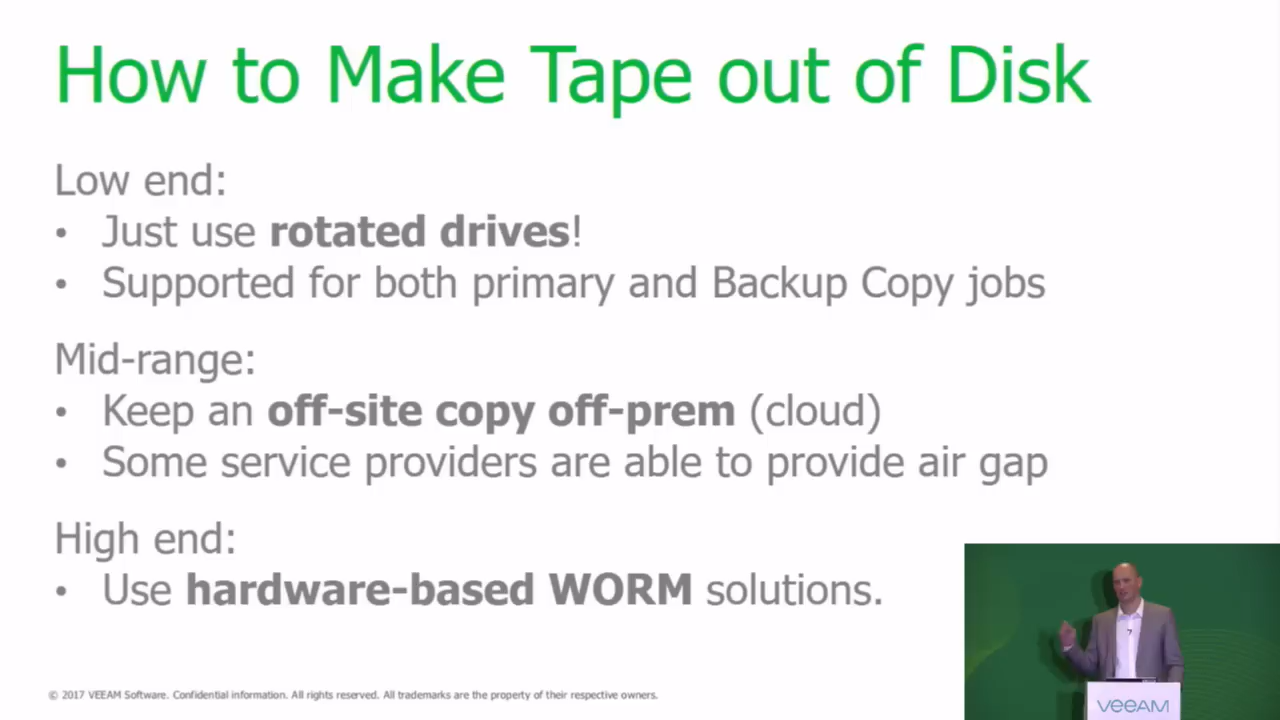 How to Make Tape out of Disk
Low end:
• Just use rotated drives!
• Supported for both primary and Backup Copy jobs
Mid-range:
• Keep an off-site copy off-prem (cloud)
• Some service providers are able to provide air gap
High end:
• Use hardware-based WORM solutions.
© 2017 VEEAM Software. Confidential information. All rights reserved. All trademarks are the property of their respective owners.
veeAM